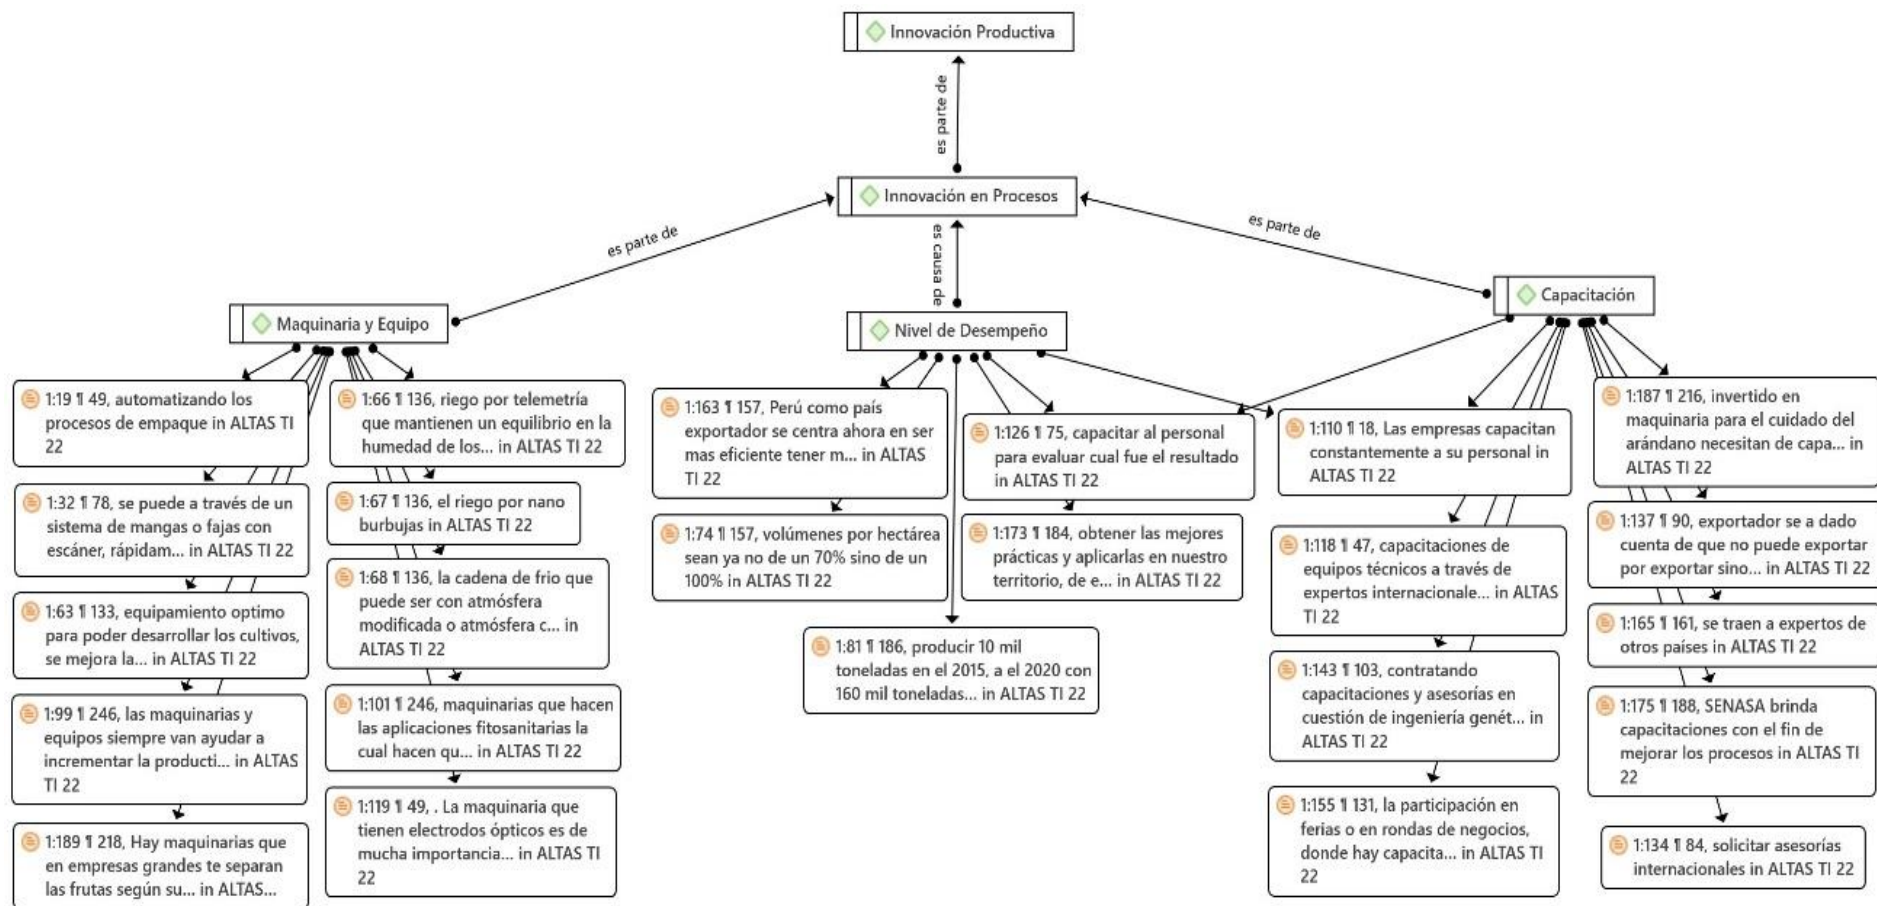 Innovación Productiva
es parte de
Innovación en Procesos
es parte de
es causa de
es parte de
Maquinaria y Equipo
Nivel de Desempeño
Capacitación
1:19 ¶ 49, automatizando los
procesos de empaque in ALTAS TI
22
1:32 ¶ 78, se puede a través de un
sistema de mangas o fajas con
escáner, rápidam... in ALTAS TI 22
1:63 ¶ 133, equipamiento optimo
para poder desarrollar los cultivos,
se mejora la... in ALTAS TI 22
1:99 ¶ 246, las maquinarias y
equipos siempre van ayudar a
incrementar la producti... in ALTAS
TI 22
1:189 ¶ 218, Hay maquinarias que
en empresas grandes te separan
las frutas según su... in ALTAS...
1:66 ¶ 136, riego por telemetría
que mantienen un equilibrio en la
humedad de los... in ALTAS TI 22
1:67 ¶ 136, el riego por nano
burbujas in ALTAS TI 22
1:68 ¶ 136, la cadena de frio que
puede ser con atmósfera
modificada o atmósfera c... in
ALTAS TI 22
1:101 ¶ 246, maquinarias que hacen
las aplicaciones fitosanitarias la
cual hacen qu... in ALTAS TI 22
1:119 ¶ 49, . La maquinaria que
tienen electrodos ópticos es de
mucha importancia... in ALTAS TI
22
1:163 ¶ 157, Perú como país
exportador se centra ahora en ser
mas eficiente tener m... in ALTAS
TI 22
1:74 ¶ 157, volúmenes por hectárea
sean ya no de un 70% sino de un
100% in ALTAS TI 22
1:126 ¶ 75, capacitar al personal
para evaluar cual fue el resultado
in ALTAS TI 22
1:173 ¶ 184, obtener las mejores
prácticas y aplicarlas en nuestro
territorio, de e... in ALTAS TI 22
1:81 ¶ 186, producir 10 mil
toneladas en el 2015, a el 2020 con
160 mil toneladas... in ALTAS TI 22
1:110 ¶ 18, Las empresas capacitan
constantemente a su personal in
ALTAS TI 22
1:118 ¶ 47, capacitaciones de
equipos técnicos a través de
expertos internacionale... in ALTAS
TI 22
1:143 ¶ 103, contratando
capacitaciones y asesorías en
cuestión de ingeniería genét... in
ALTAS TI 22
1:155 ¶ 131, la participación en
ferias o en rondas de negocios,
donde hay capacita... in ALTAS TI
22
1:187 ¶ 216, invertido en
maquinaria para el cuidado del
arándano necesitan de capa... in
ALTAS TI 22
1:137 ¶ 90, exportador se a dado
cuenta de que no puede exportar
por exportar sino... in ALTAS TI 22
1:165 ¶ 161, se traen a expertos de
otros países in ALTAS TI 22
1:175 ¶ 188, SENASA brinda
capacitaciones con el fin de
mejorar los procesos in ALTAS TI
22
1:134 ¶ 84, solicitar asesorías
internacionales in ALTAS TI 22